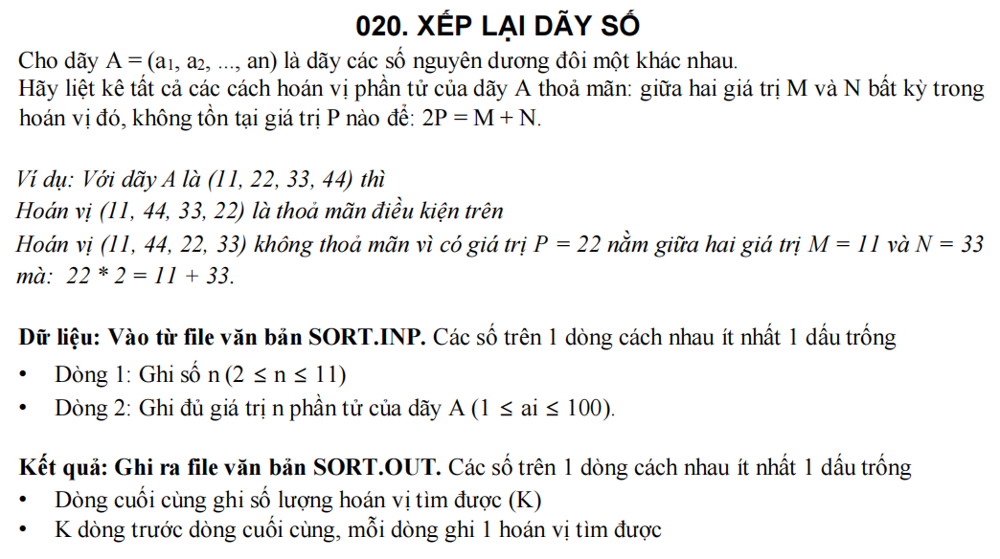 020. XẾP LẠI DÃY SỐ
Cho dãy A = (a1, a2, ..., an) là dãy các số nguyên dương đôi một khác nhau.
Hãy liệt kê tất cả các cách hoán vị phần tử của dãy A thoả mãn: giữa hai giá trị M và N bất kỳ trong
hoán vị đó, không tồn tại giá trị P nào để: 2P = M + N.
Ví dụ: Với dãy A là (11, 22, 33, 44) thì
Hoán vị (11, 44, 33, 22) là thoả mãn điều kiện trên
Hoán vị (11, 44, 22, 33) không thoả mãn vì có giá trị P = 22 nằm giữa hai giá trị M = 11 và N = 33
mà: 22 * 2 = 11 + 33.
Dữ liệu: Vào từ file văn bản SORT.INP. Các số trên 1 dòng cách nhau ít nhất 1 dấu trống
• Dòng 1: Ghi số n (2 ≤ n ≤ 11)
• Dòng 2: Ghi đủ giá trị n phần tử của dãy A (1 ≤ ai ≤ 100).
Kết quả: Ghi ra file văn bản SORT.OUT. Các số trên 1 dòng cách nhau ít nhất 1 dấu trống
• Dòng cuối cùng ghi số lượng hoán vị tìm được (K)
• K dòng trước dòng cuối cùng, mỗi dòng ghi 1 hoán vị tìm được